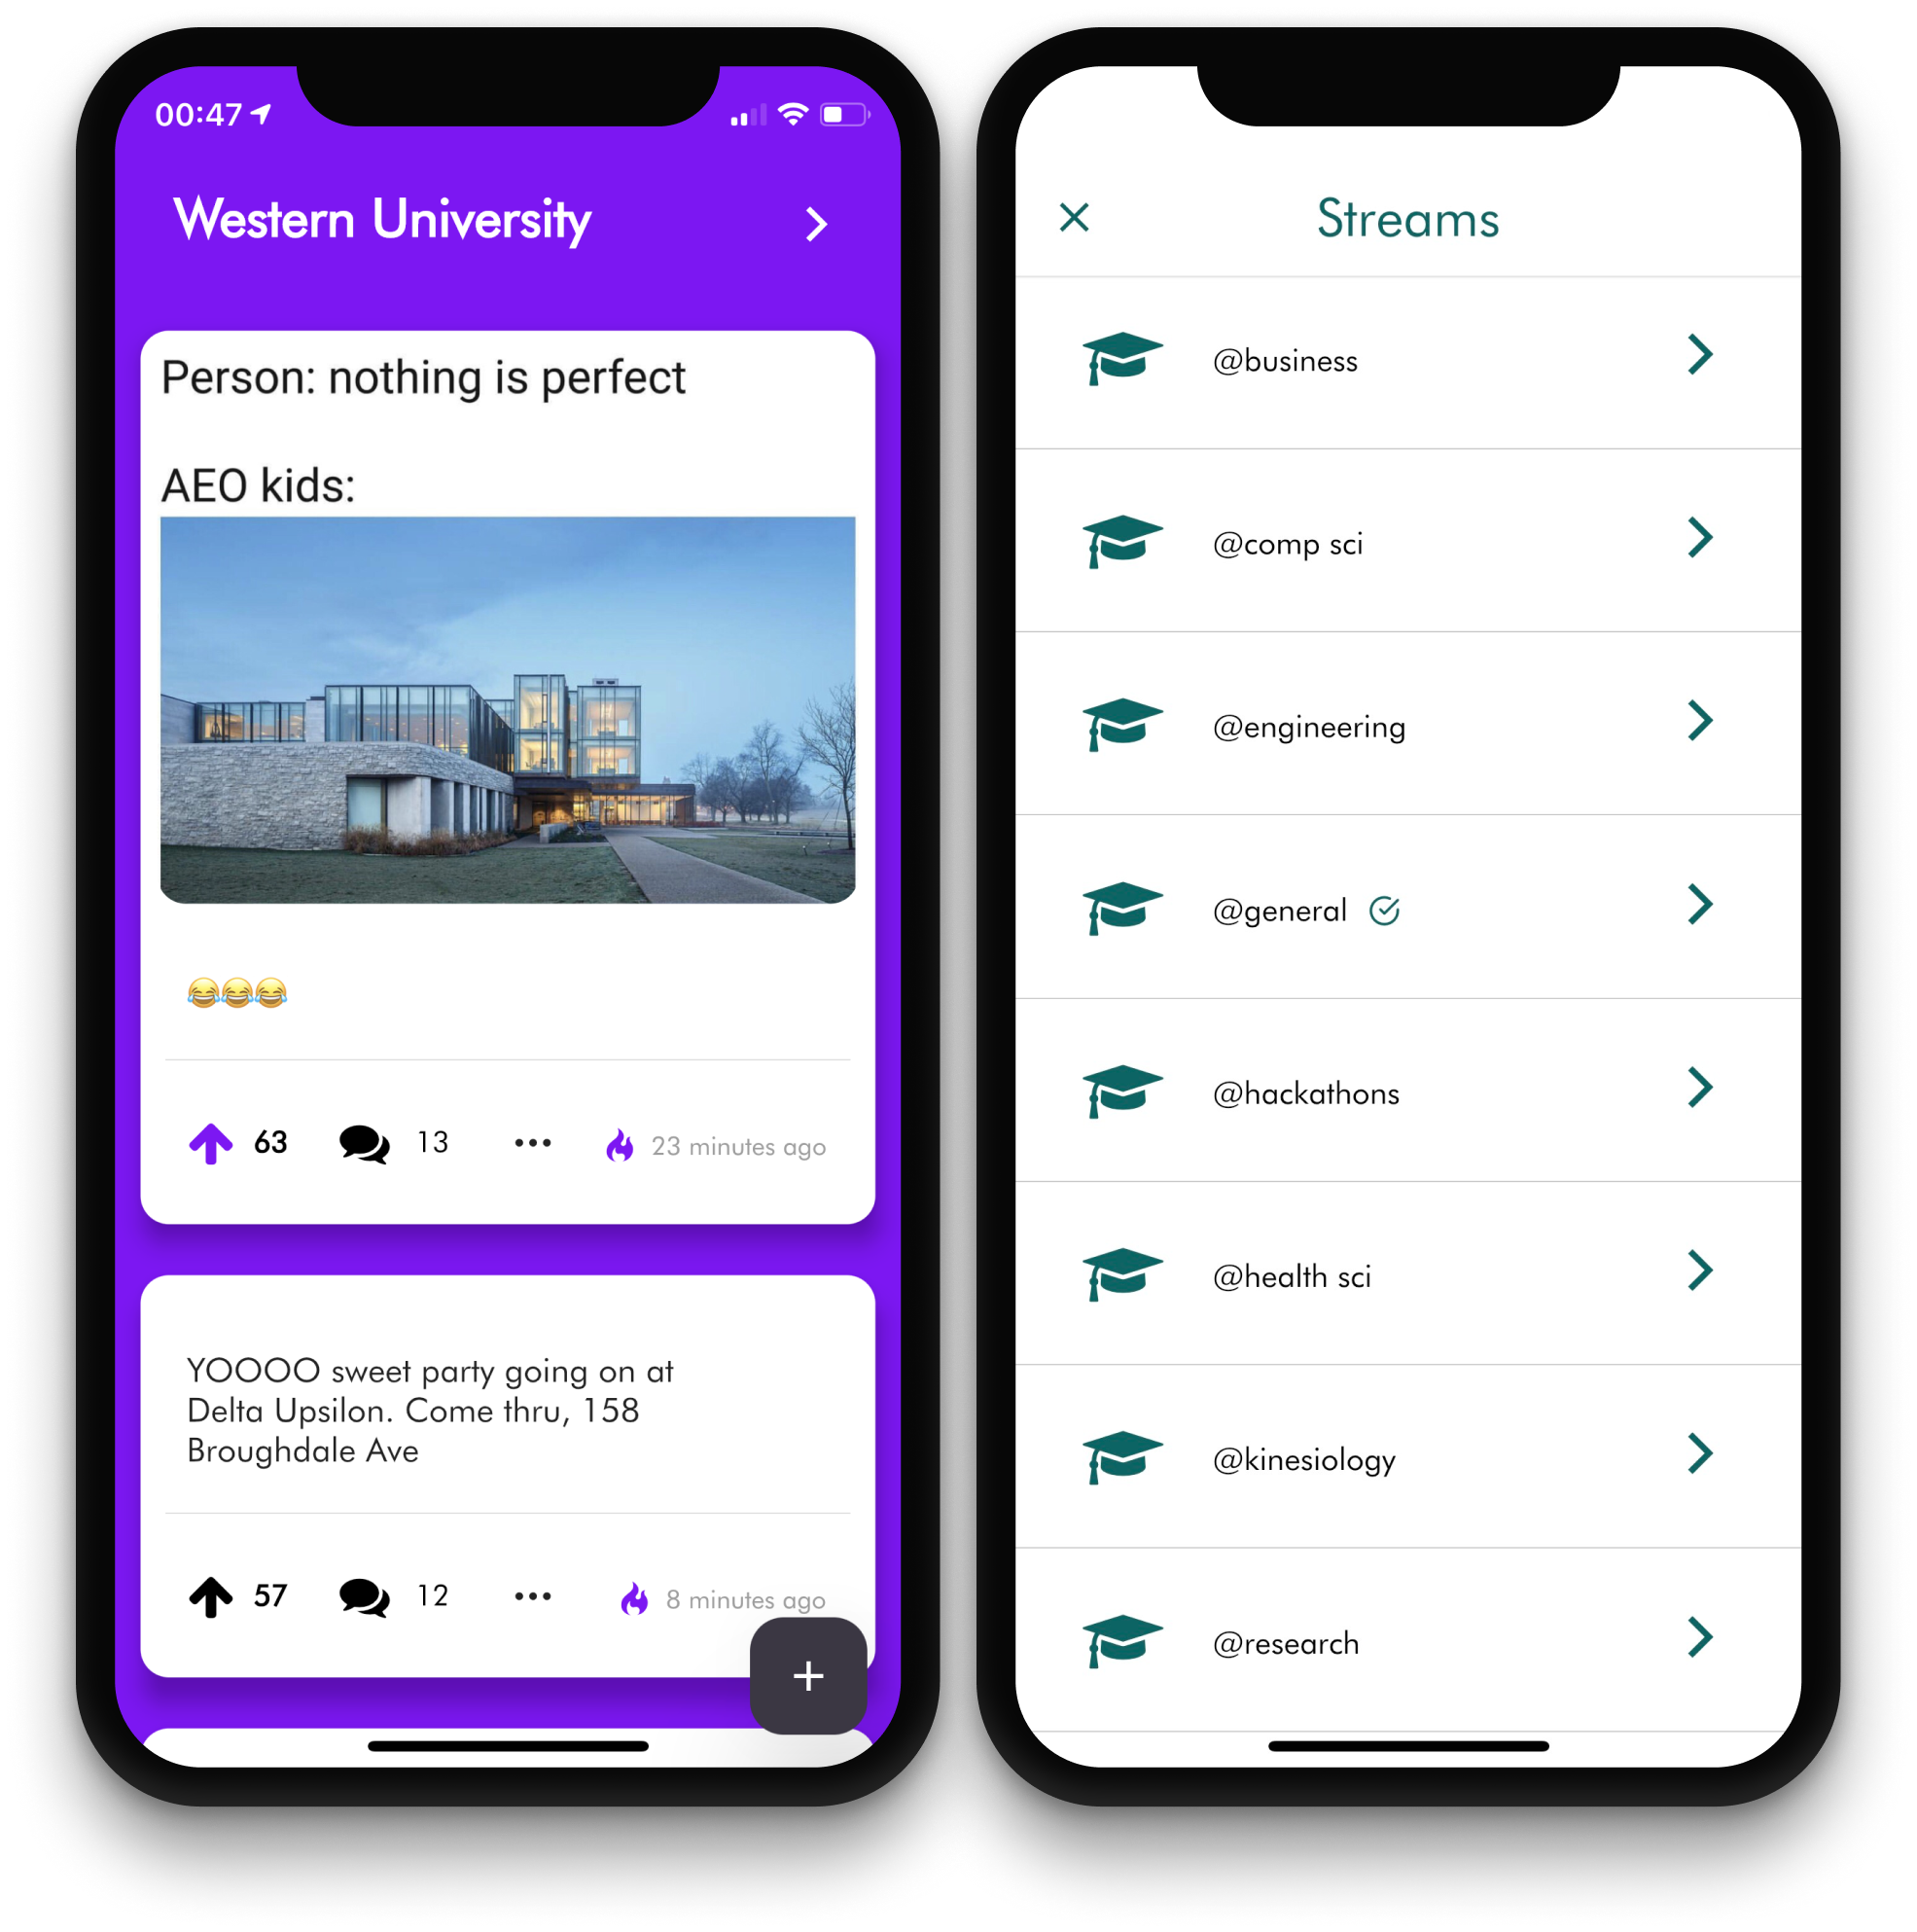 00:47
Western University
Person: nothing is perfect
AEO kids:
😂😂😂
63
13
23 minutes ago
YOOOO sweet party going on at
Delta Upsilon. Come thru, 158
Broughdale Ave
57
12
8 minutes ago
+
Streams
@business
@comp sci
@engineering
@general
@hackathons
@health sci
@kinesiology
@research